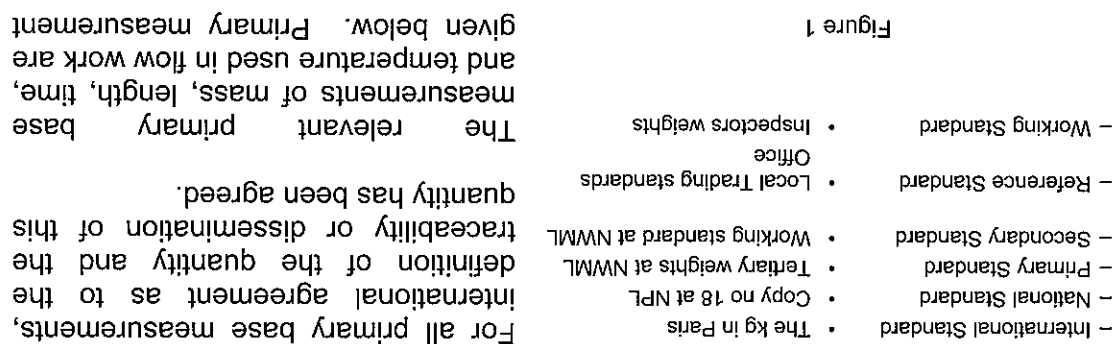 – International Standard • The kg in Paris
– National Standard • Copy no 18 at NPL
– Primary Standard • Tertiary weights at NWML
– Secondary Standard • Working standard at NWML
– Reference Standard • Local Trading standards
Office
– Working Standard • Inspectors weights
Figure 1
For all primary base measurements,
international agreement as to the
definition of the quantity and the
traceability or dissemination of this
quantity has been agreed.
The relevant primary base
measurements of mass, length, time,
and temperature used in flow work are
given below. Primary measurement